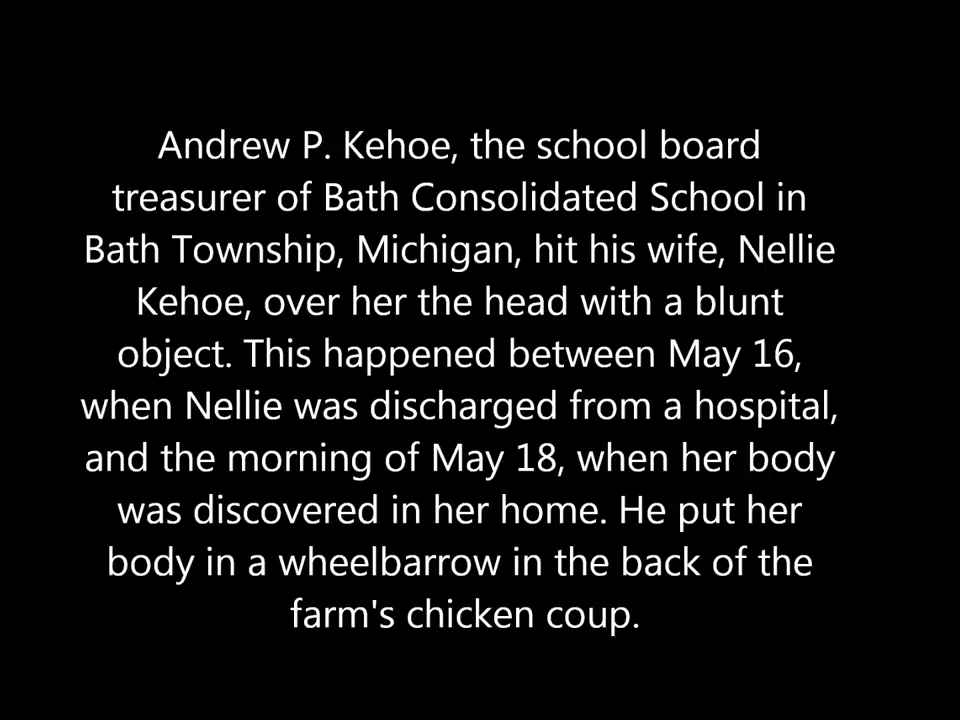 Andrew P. Kehoe, the school board
treasurer of Bath Consolidated School in
Bath Township, Michigan, hit his wife, Nellie
Kehoe, over her the head with a blunt
object. This happened between May 16,
when Nellie was discharged from a hospital,
and the morning of May 18, when her body
was discovered in her home. He put her
body in a wheelbarrow in the back of the
farm's chicken coup.